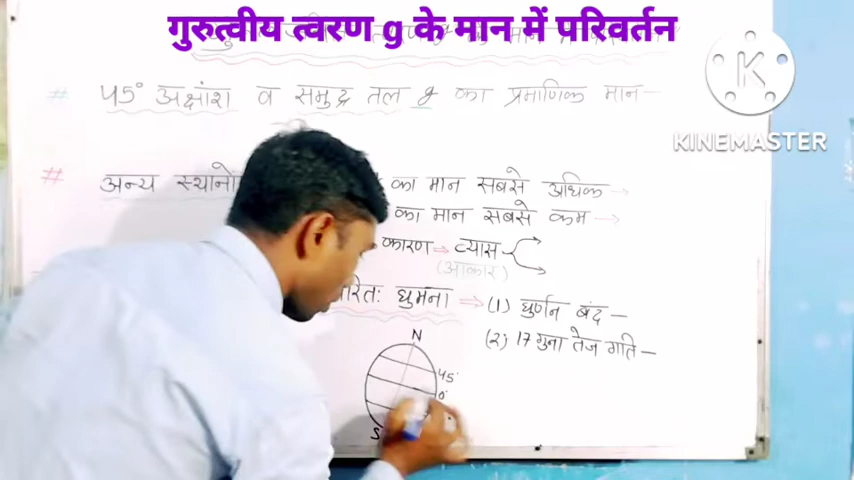 गुरुत्वीय त्वरण g के मान में परिवर्तन
K
KINEMASTER
# 45° अक्षांश व समुद्र तल g का प्रमाणिक मान-
# अन्य स्थानों का मान सबसे अधिक →
का मान सबसे कम →
कारण ⇒ व्यास
(आकार)
घुमना ⇒ (1) घुर्णन बंद -
(2) 17 गुना तेज गति -
N
45°
0°
S